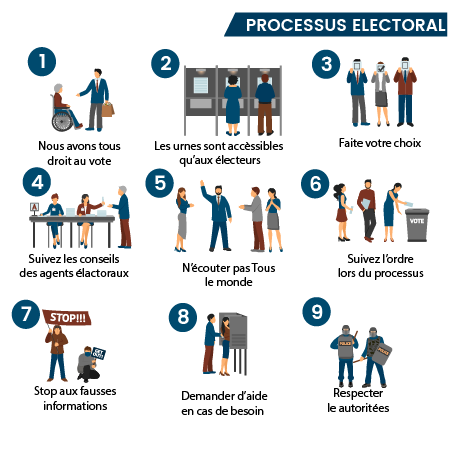 PROCESSUS ELECTORAL
1
Nous avons tous
droit au vote
2
Les urnes sont accèssibles
qu'aux électeurs
3
Faite votre choix
4
A
Suivez les conseils
des agents élactoraux
5
N'écouter pas Tous
le monde
6
VOTE
Suivez l'ordre
lors du processus
7
STOP!!!
GET OUT!
Stop aux fausses
informations
8
Demander d'aide
en cas de besoin
9
POLICE
POLICE
Respecter
le autoritées